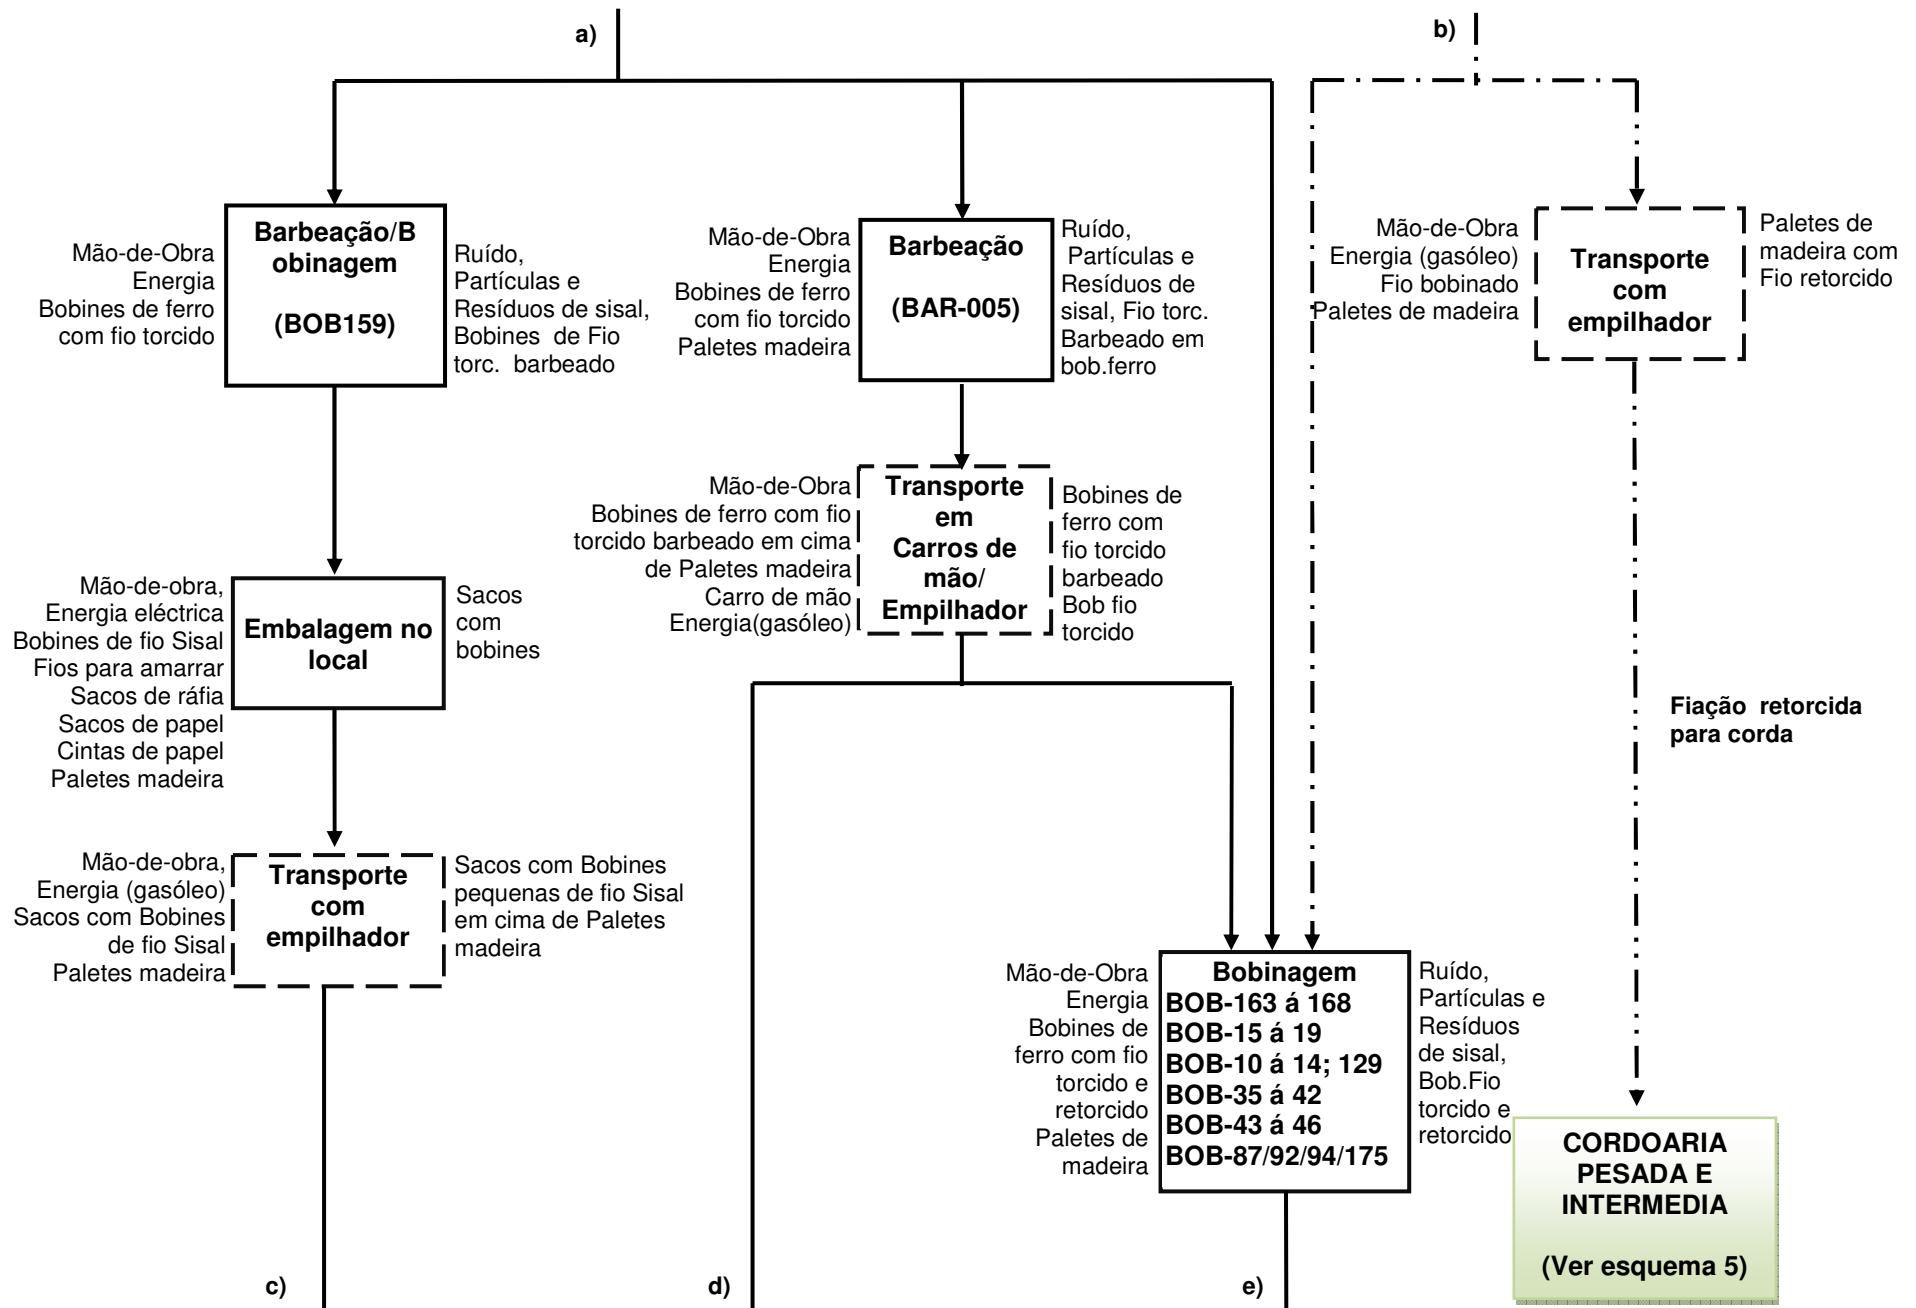 a)
b)
Mão-de-Obra
Energia
Bobines de ferro
com fio torcido
Barbeação/B
obinagem
(BOB159)
Ruído,
Partículas e
Resíduos de sisal,
Bobines de Fio
torc. barbeado
Mão-de-Obra
Energia
Bobines de ferro
com fio torcido
Paletes madeira
Barbeação
(BAR-005)
Ruído,
Partículas e
Resíduos de
sisal, Fio torc.
Barbeado em
bob.ferro
Mão-de-Obra
Energia (gasóleo)
Fio bobinado
Paletes de madeira
Transporte
com
empilhador
Paletes de
madeira com
Fio retorcido
Mão-de-Obra
Bobines de ferro com fio
torcido barbeado em cima
de Paletes madeira
Carro de mão
Energia(gasóleo)
Transporte
em
Carros de
mão/
Empilhador
Bobines de
ferro com
fio torcido
barbeado
Bob fio
torcido
Mão-de-obra,
Energia eléctrica
Bobines de fio Sisal
Fios para amarrar
Sacos de ráfia
Sacos de papel
Cintas de papel
Paletes madeira
Embalagem no
local
Sacos
com
bobines
Fiação retorcida
para corda
Mão-de-obra,
Energia (gasóleo)
Sacos com Bobines
de fio Sisal
Paletes madeira
Transporte
com
empilhador
Sacos com Bobines
pequenas de fio Sisal
em cima de Paletes
madeira
Mão-de-Obra
Energia
Bobines de
ferro com fio
torcido e
retorcido
Paletes de
madeira
Bobinagem
BOB-163 á 168
BOB-15 á 19
BOB-10 á 14; 129
BOB-35 á 42
BOB-43 á 46
BOB-87/92/94/175
Ruído,
Partículas e
Resíduos
de sisal,
Bob.Fio
torcido e
retorcido
CORDOARIA
PESADA E
INTERMEDIA
(Ver esquema 5)
c)
d)
e)